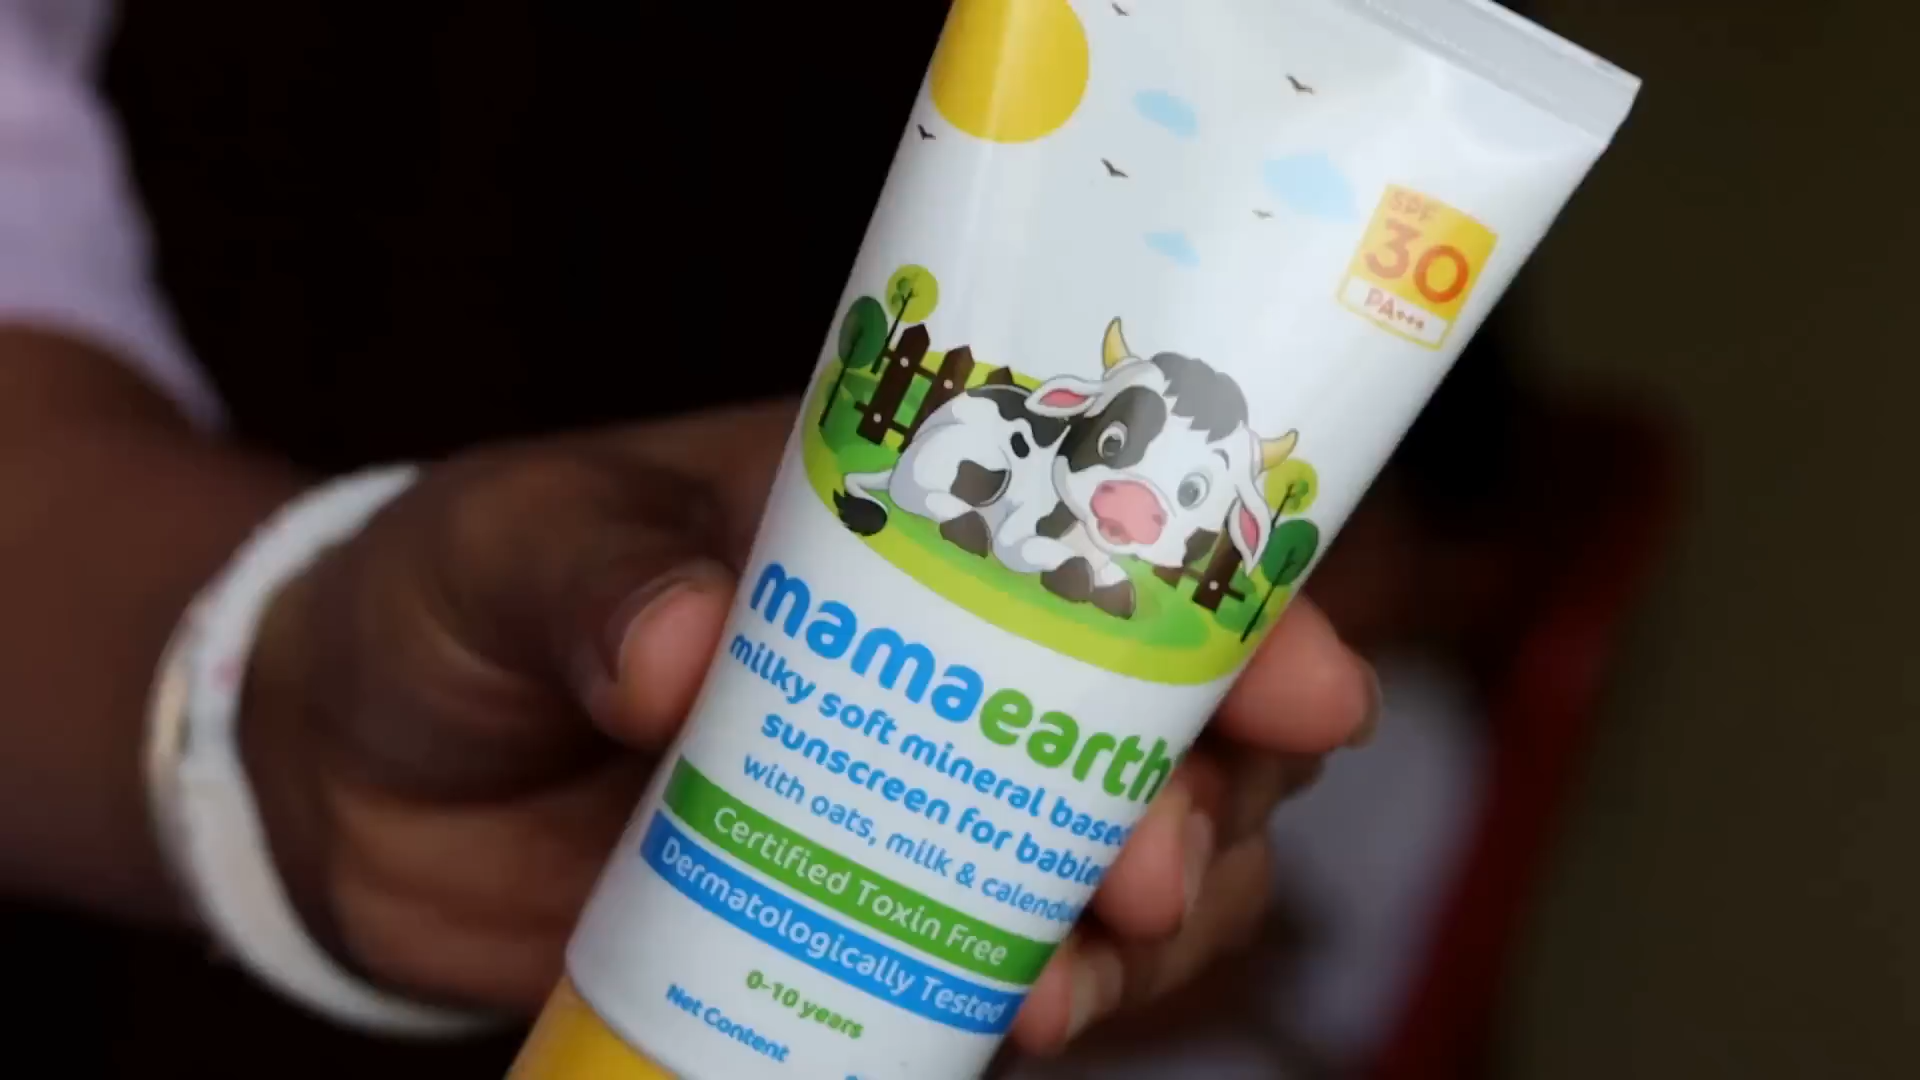 SPF
30
PA+++
mamaearth
milky soft mineral based
sunscreen for babies
with oats, milk & calendula
Certified Toxin Free
Dermatologically Tested
0-10 years
Net Content